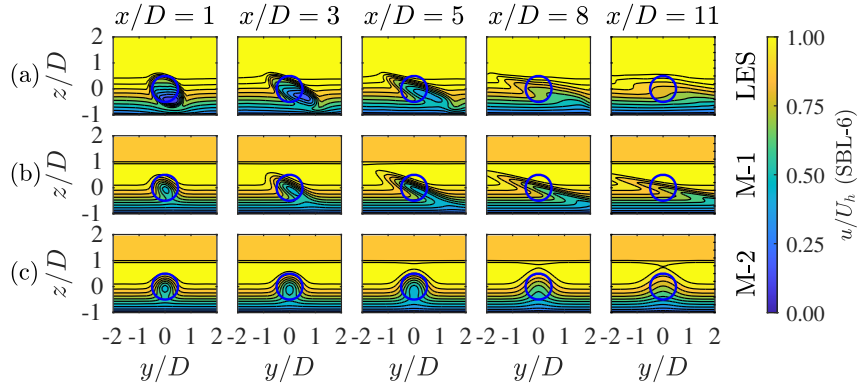 x/D = 1 x/D = 3 x/D = 5 x/D = 8 x/D = 11
(a) z/D 2 1 0 -1 LES
(b) z/D 2 1 0 -1 M-1
(c) z/D 2 1 0 -1 M-2
-2 -1 0 1 2 -2 -1 0 1 2 -2 -1 0 1 2 -2 -1 0 1 2 -2 -1 0 1 2
y/D y/D y/D y/D y/D
1.00
0.75
0.50
0.25
0.00
u/U_h (SBL-6)